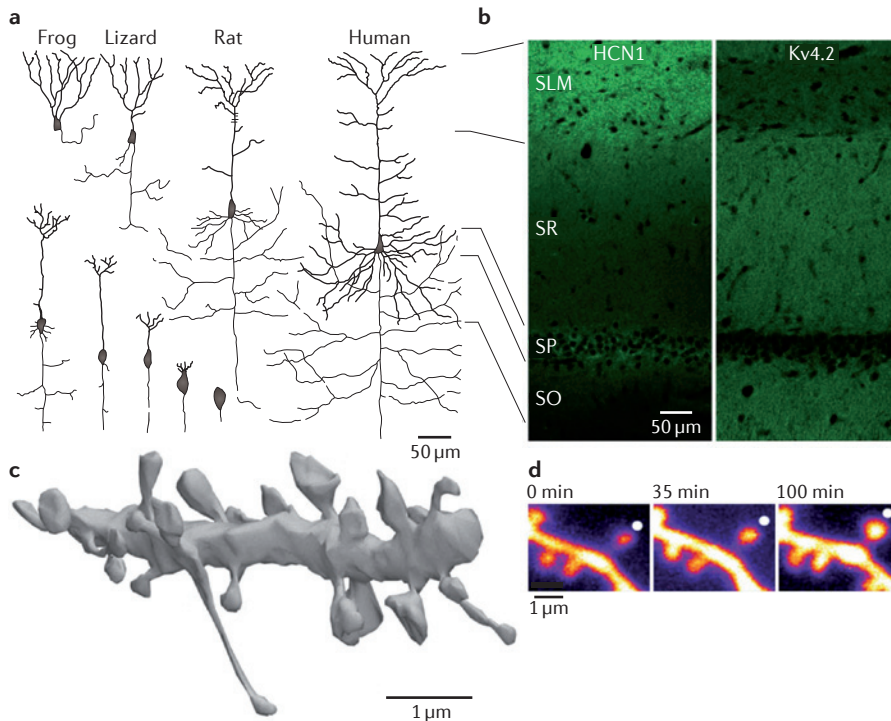 a
Frog Lizard Rat Human
50 μm
b
HCN1 Kv4.2
SLM
SR
SP
SO
50 μm
c
1 μm
d
0 min 35 min 100 min
1 μm